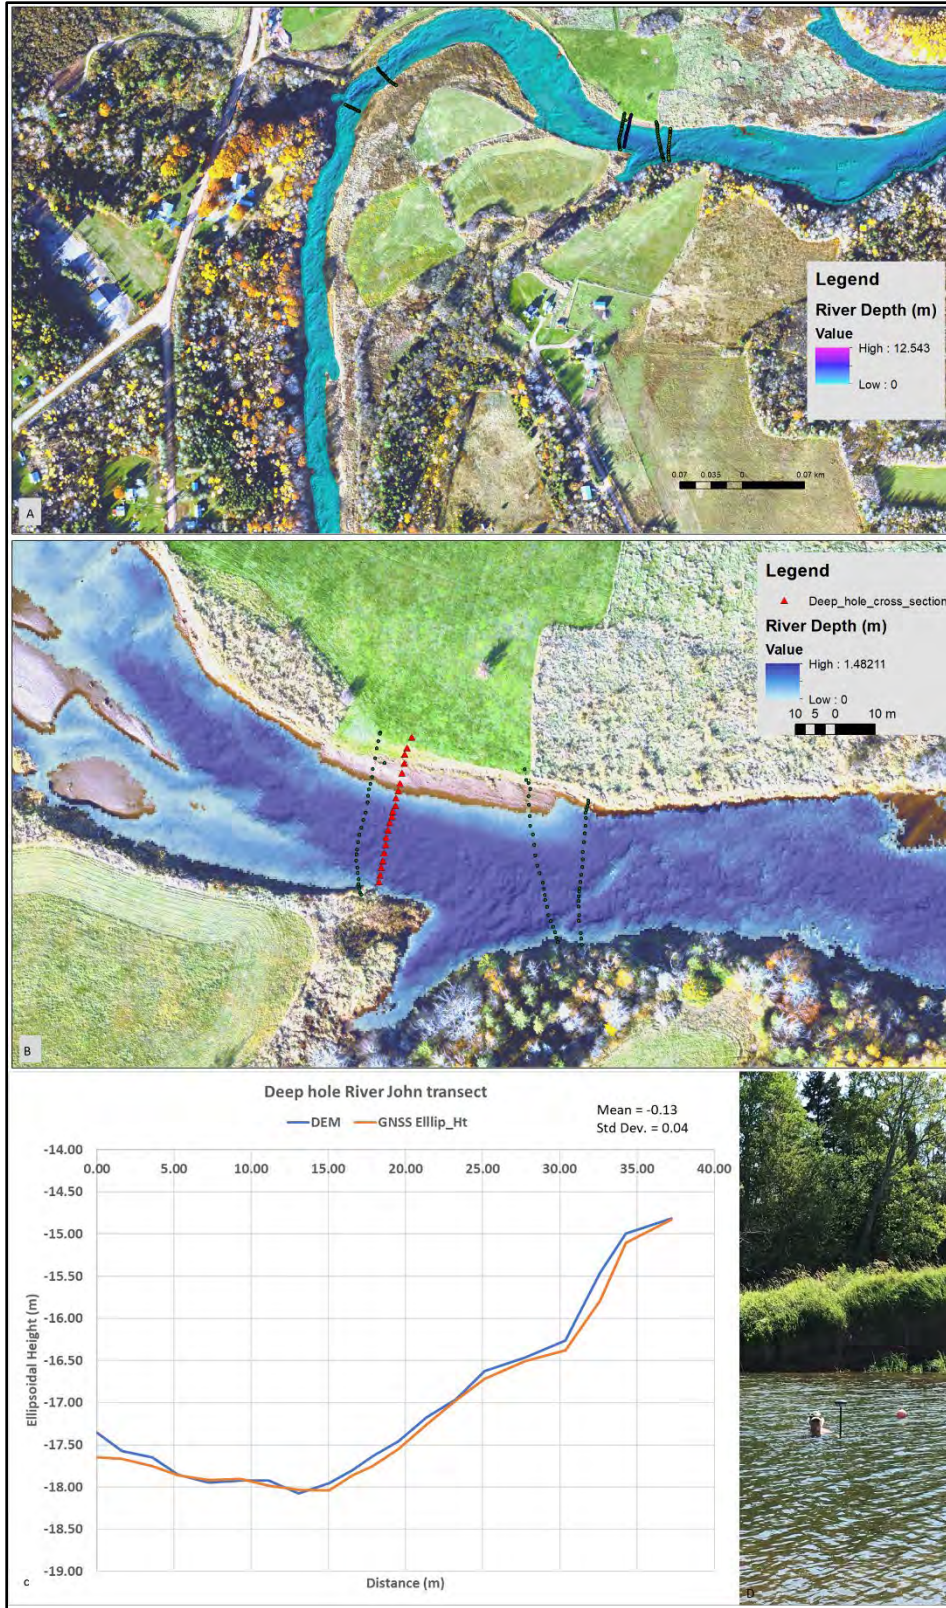 Legend
River Depth (m)
Value
High : 12.543
Low : 0
0.07 0.035 0 0.07 km
A
Legend
Deep_hole_cross_section
River Depth (m)
Value
High : 1.48211
Low : 0
10 5 0 10 m
B
Deep hole River John transect
DEM GNSS Elllip_Ht
Mean = -0.13
Std Dev. = 0.04
-14.00
0.00 5.00 10.00 15.00 20.00 25.00 30.00 35.00 40.00
-14.50
-15.00
-15.50
-16.00
-16.50
-17.00
-17.50
-18.00
-18.50
-19.00
Ellipsoidal Height (m)
Distance (m)
c
D